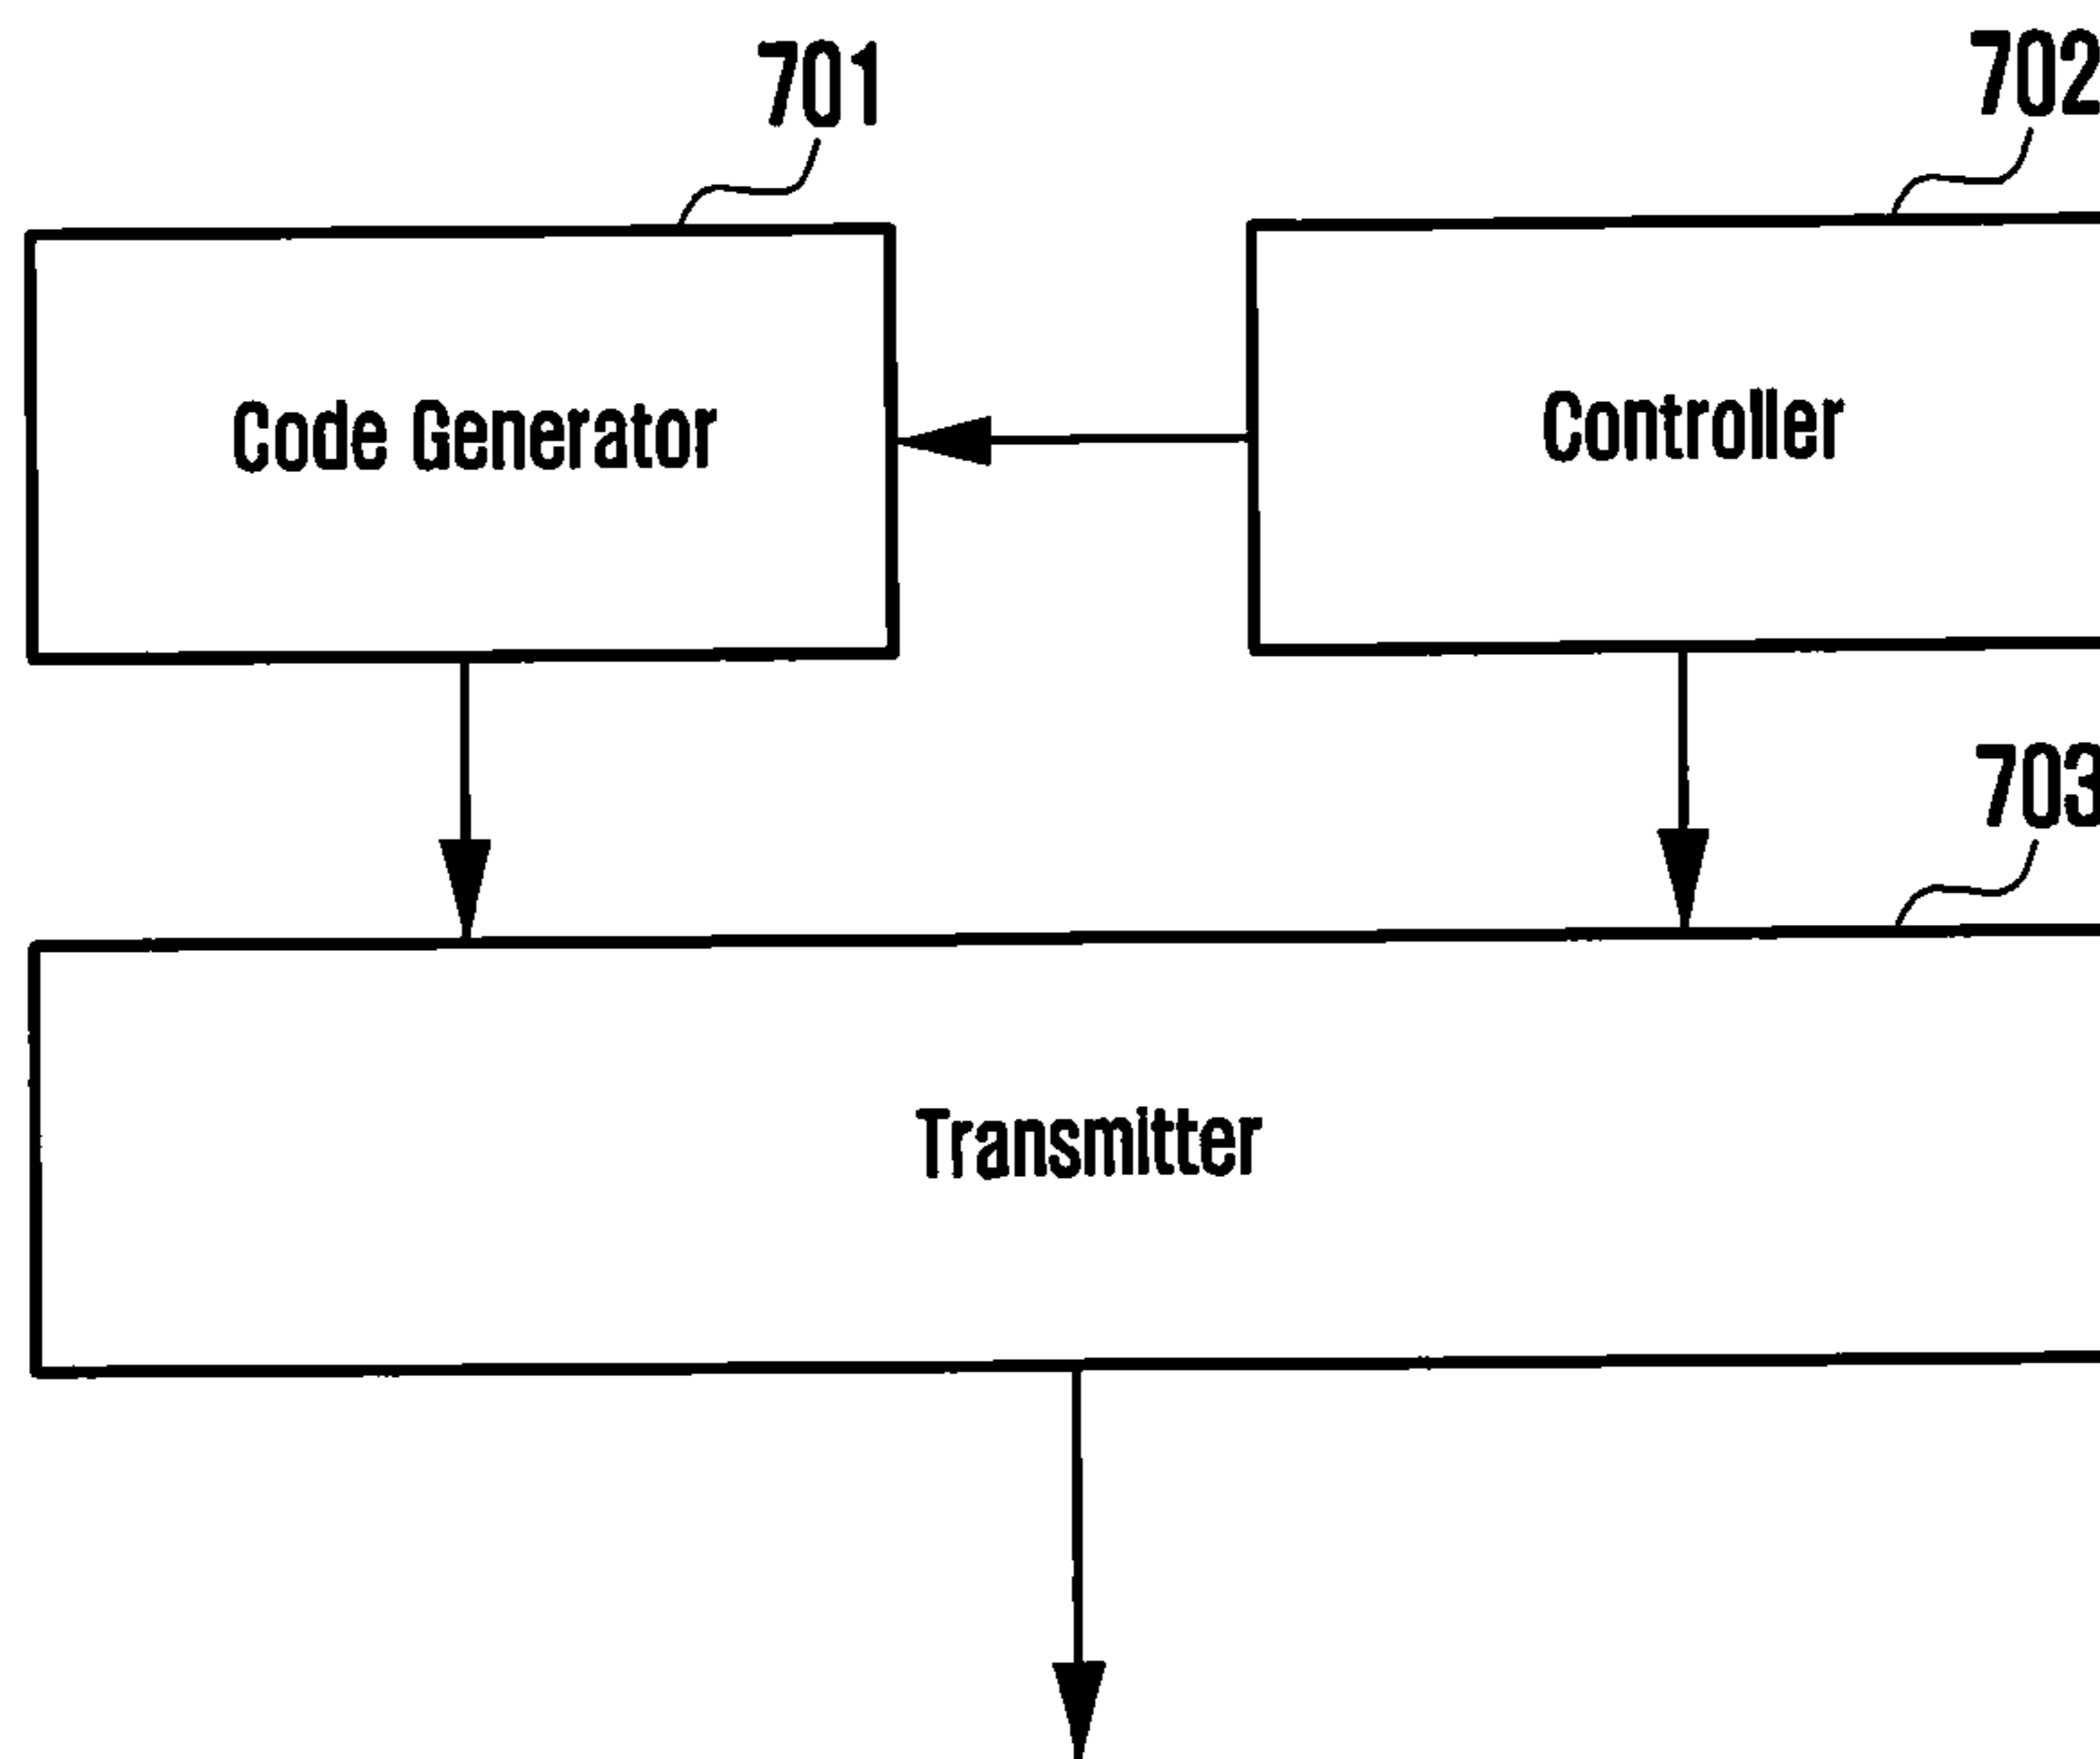 701
702
Code Generator
Controller
703
Transmitter